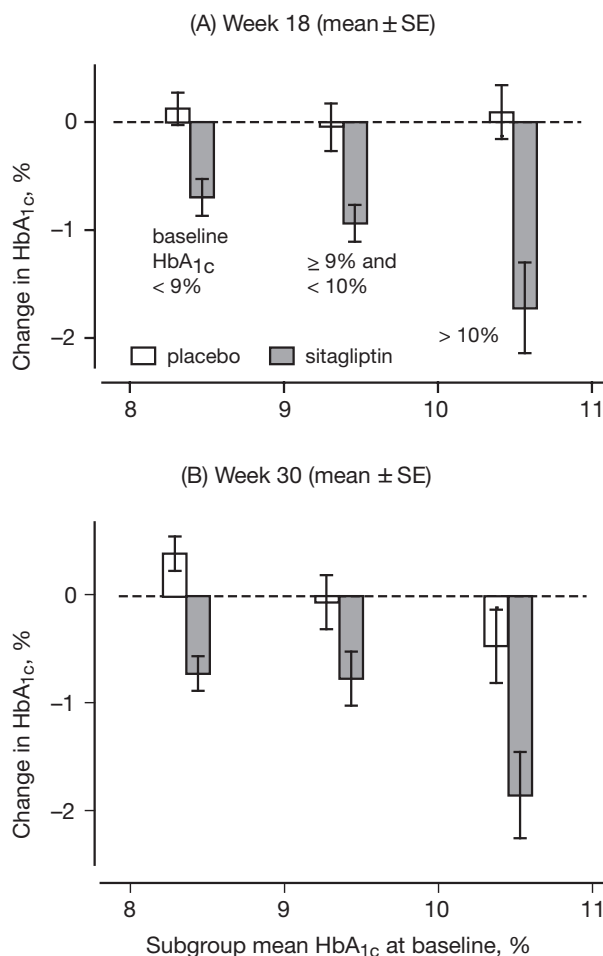 (A) Week 18 (mean ± SE)
0
−1
−2
Change in HbA1c, %
baseline
HbA1c
< 9%
≥ 9% and
< 10%
> 10%
placebo
sitagliptin
8 9 10 11
(B) Week 30 (mean ± SE)
0
−1
−2
Change in HbA1c, %
8 9 10 11
Subgroup mean HbA1c at baseline, %